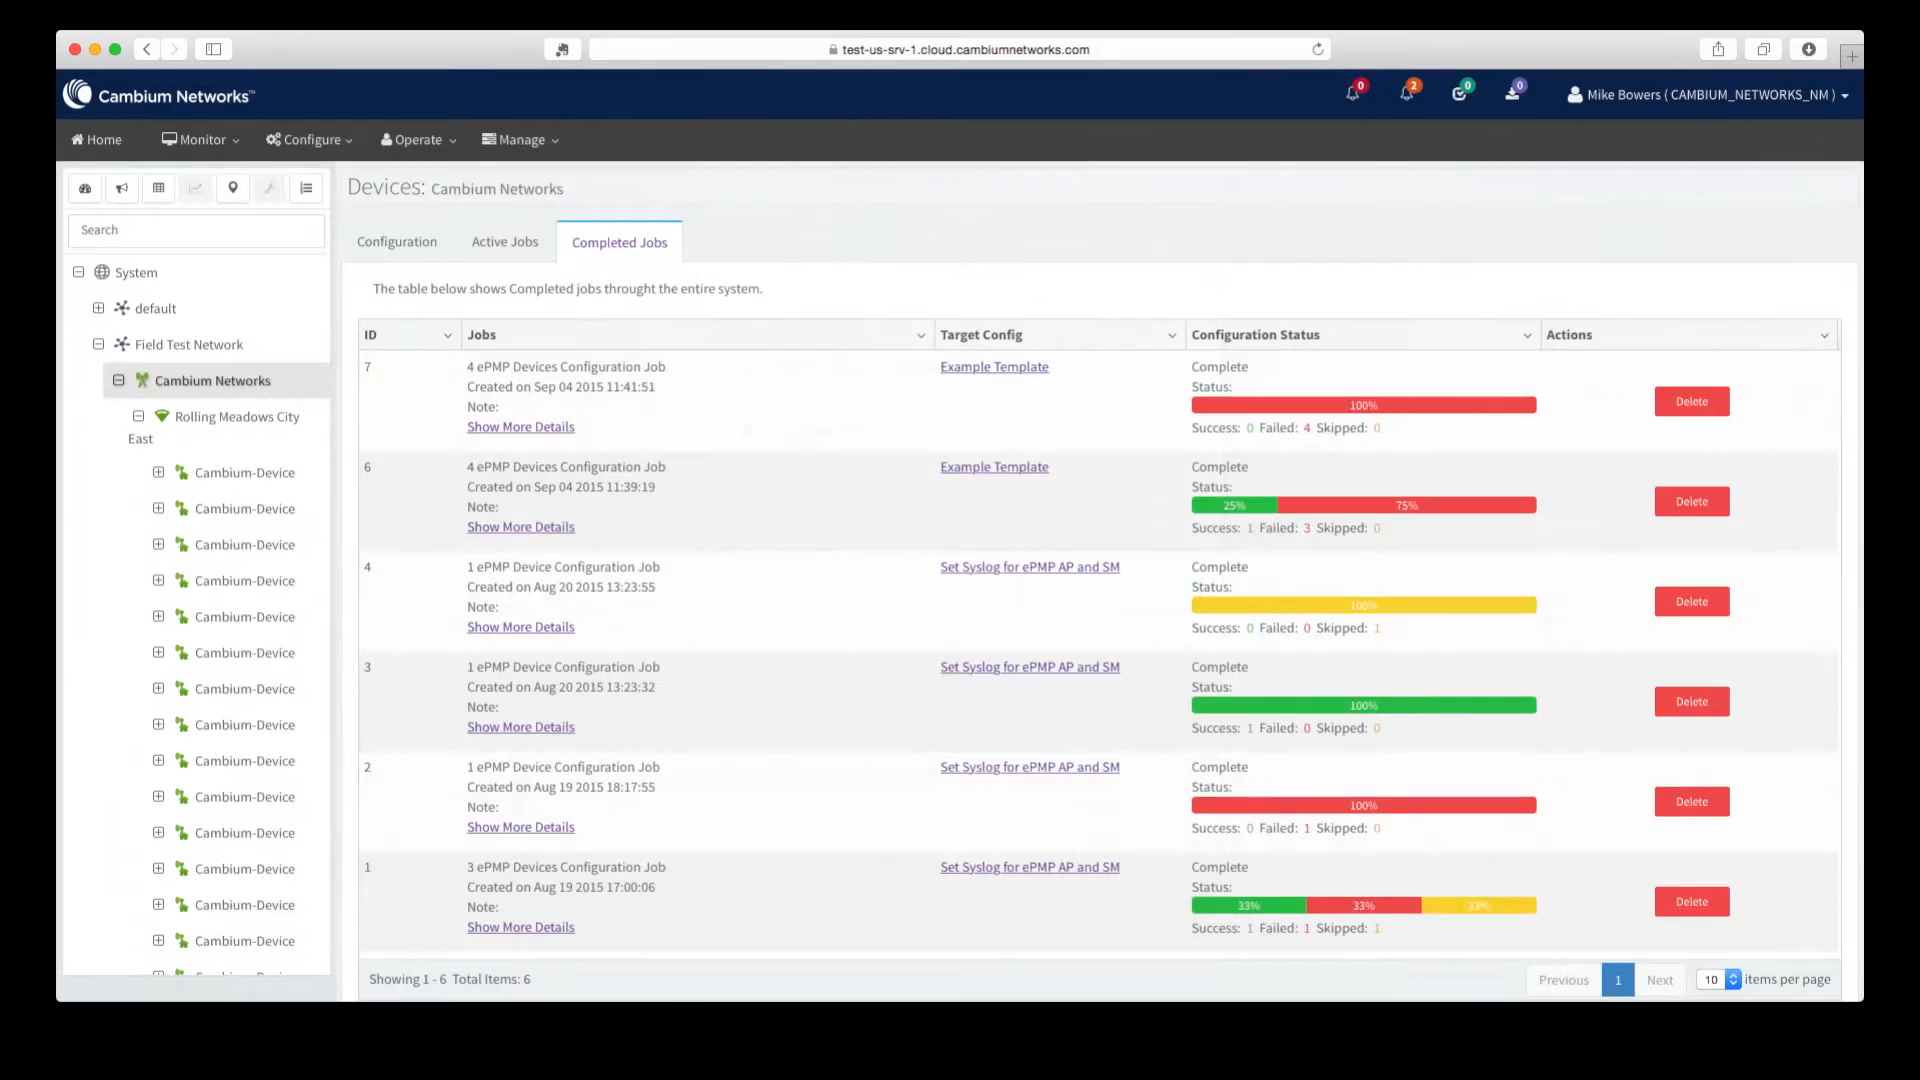 test-us-srv-1.cloud.cambiumnetworks.com
Cambium Networks™
0
2
0
0
Mike Bowers ( CAMBIUM_NETWORKS_NM )
Home
Monitor
Configure
Operate
Manage
Devices: Cambium Networks
Search
System
default
Field Test Network
Cambium Networks
Rolling Meadows City
East
Cambium-Device
Cambium-Device
Cambium-Device
Cambium-Device
Cambium-Device
Cambium-Device
Cambium-Device
Cambium-Device
Cambium-Device
Cambium-Device
Cambium-Device
Cambium-Device
Cambium-Device
Cambium-Device
Configuration
Active Jobs
Completed Jobs
The table below shows Completed jobs throught the entire system.
ID
Jobs
Target Config
Configuration Status
Actions
7
4 ePMP Devices Configuration Job
Created on Sep 04 2015 11:41:51
Note:
Show More Details
Example Template
Complete
Status:
100%
Success: 0 Failed: 4 Skipped: 0
Delete
6
4 ePMP Devices Configuration Job
Created on Sep 04 2015 11:39:19
Note:
Show More Details
Example Template
Complete
Status:
25% 75%
Success: 1 Failed: 3 Skipped: 0
Delete
4
1 ePMP Device Configuration Job
Created on Aug 20 2015 13:23:55
Note:
Show More Details
Set Syslog for ePMP AP and SM
Complete
Status:
100%
Success: 0 Failed: 0 Skipped: 1
Delete
3
1 ePMP Device Configuration Job
Created on Aug 20 2015 13:23:32
Note:
Show More Details
Set Syslog for ePMP AP and SM
Complete
Status:
100%
Success: 1 Failed: 0 Skipped: 0
Delete
2
1 ePMP Device Configuration Job
Created on Aug 19 2015 18:17:55
Note:
Show More Details
Set Syslog for ePMP AP and SM
Complete
Status:
100%
Success: 0 Failed: 1 Skipped: 0
Delete
1
3 ePMP Devices Configuration Job
Created on Aug 19 2015 17:00:06
Note:
Show More Details
Set Syslog for ePMP AP and SM
Complete
Status:
33% 33% 33%
Success: 1 Failed: 1 Skipped: 1
Delete
Showing 1 - 6 Total Items: 6
Previous
1
Next
10
items per page